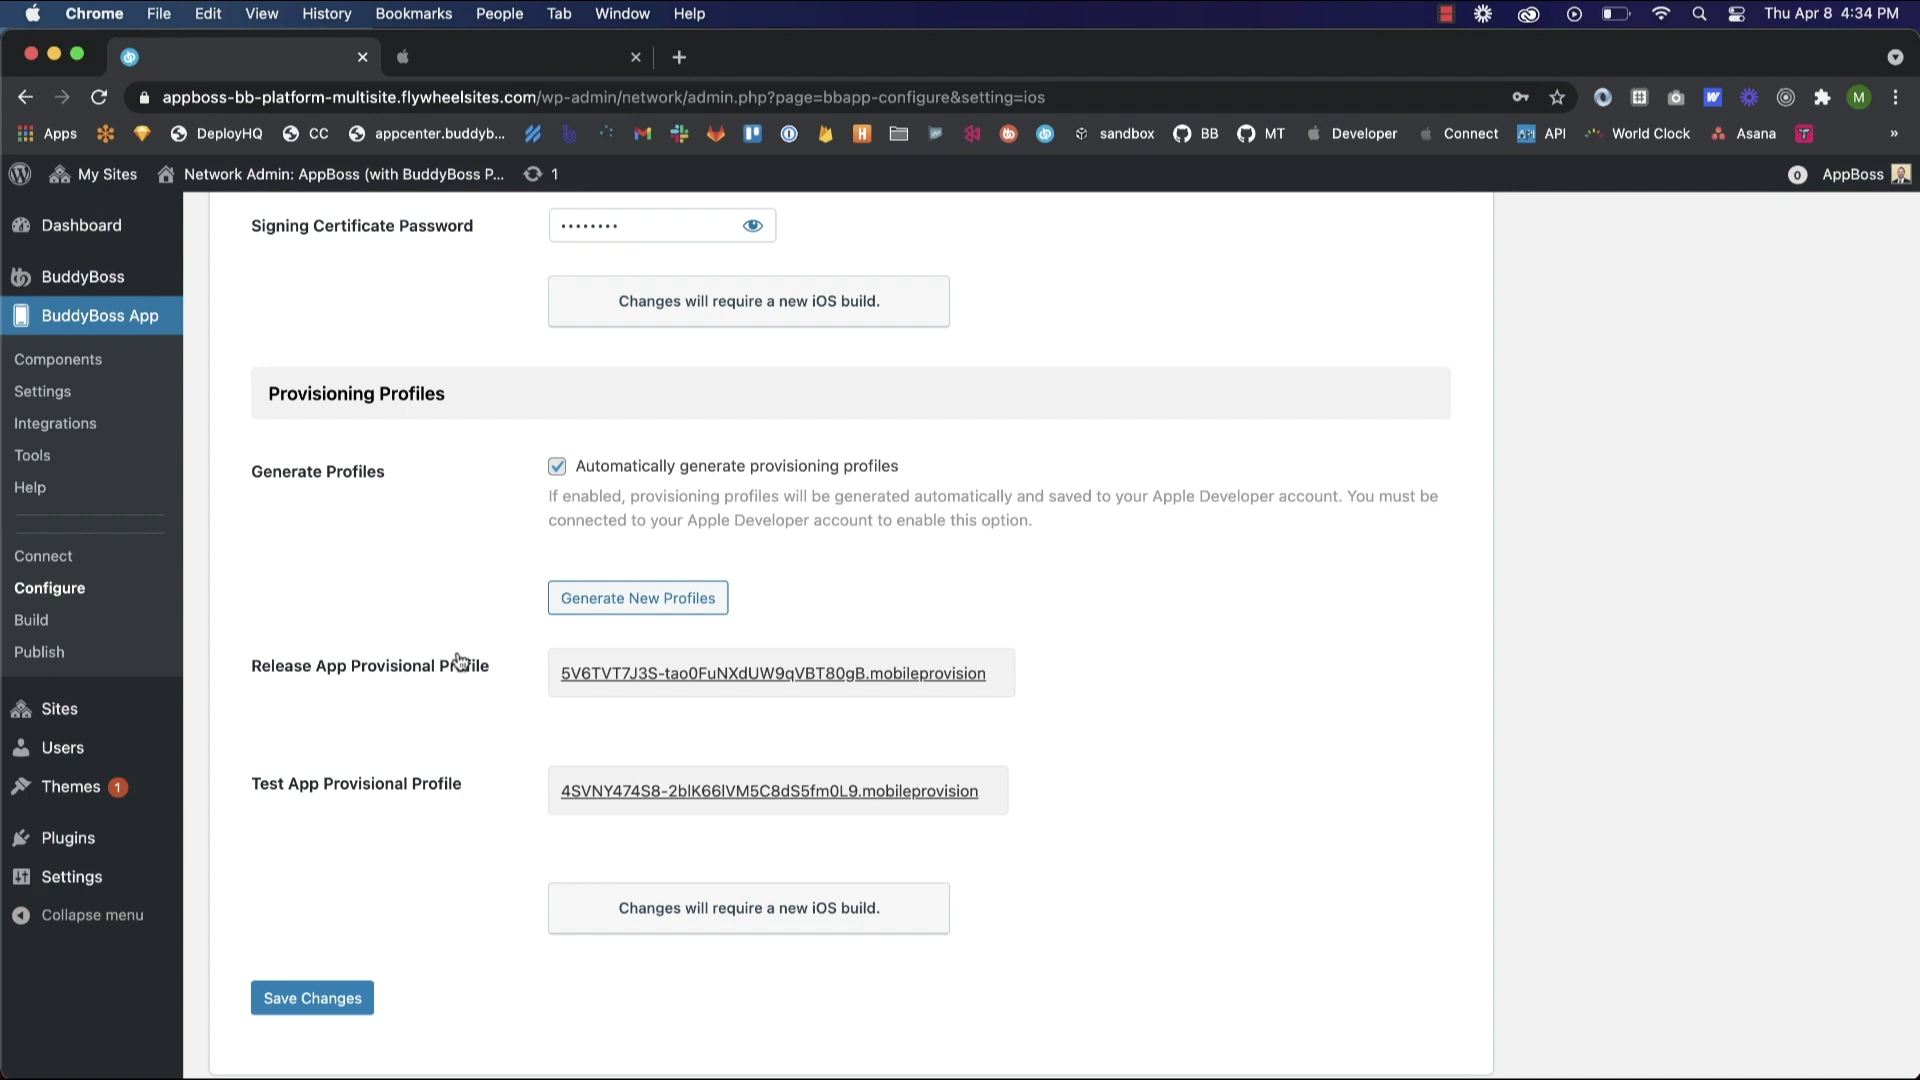 Chrome File Edit View History Bookmarks People Tab Window Help
Thu Apr 8 4:34 PM
appboss-bb-platform-multisite.flywheelsites.com/wp-admin/network/admin.php?page=bbapp-configure&setting=ios
M
Apps DeployHQ CC appcenter.buddyb... sandbox BB MT Developer Connect API World Clock Asana »
My Sites Network Admin: AppBoss (with BuddyBoss P... 1
0 AppBoss
Dashboard
BuddyBoss
BuddyBoss App
Components
Settings
Integrations
Tools
Help
Connect
Configure
Build
Publish
Sites
Users
Themes 1
Plugins
Settings
Collapse menu
Signing Certificate Password
Changes will require a new iOS build.
Provisioning Profiles
Generate Profiles
Automatically generate provisioning profiles
If enabled, provisioning profiles will be generated automatically and saved to your Apple Developer account. You must be
connected to your Apple Developer account to enable this option.
Generate New Profiles
Release App Provisional Profile
5V6TVT7J3S-tao0FuNXdUW9qVBT80gB.mobileprovision
Test App Provisional Profile
4SVNY474S8-2blK66lVM5C8dS5fm0L9.mobileprovision
Changes will require a new iOS build.
Save Changes